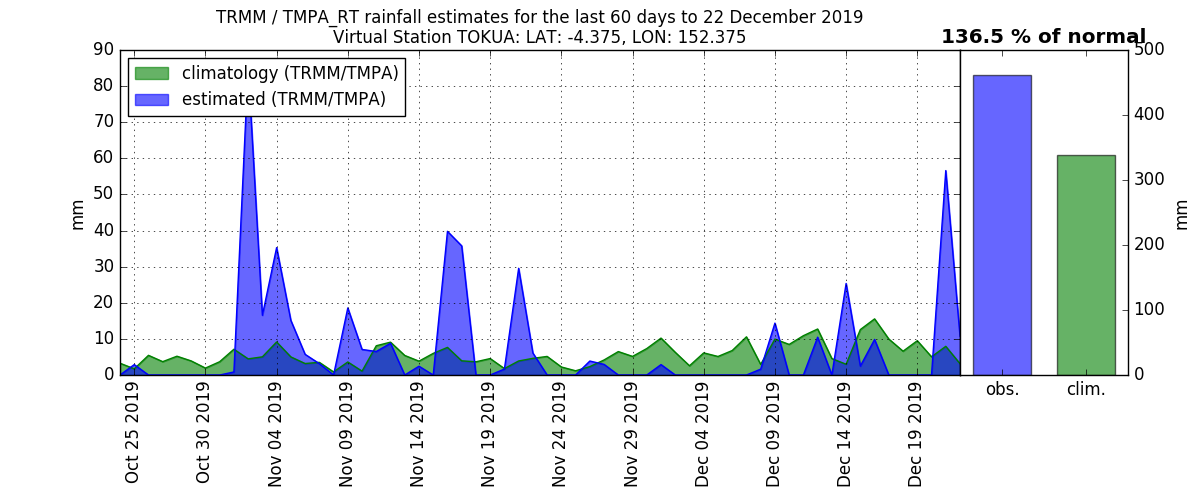 TRMM / TMPA_RT rainfall estimates for the last 60 days to 22 December 2019
Virtual Station TOKUA: LAT: -4.375, LON: 152.375
136.5 % of normal
climatology (TRMM/TMPA)
estimated (TRMM/TMPA)
90
80
70
60
50
40
30
20
10
0
mm
Oct 25 2019
Oct 30 2019
Nov 04 2019
Nov 09 2019
Nov 14 2019
Nov 19 2019
Nov 24 2019
Nov 29 2019
Dec 04 2019
Dec 09 2019
Dec 14 2019
Dec 19 2019
500
400
300
200
100
0
mm
obs.
clim.